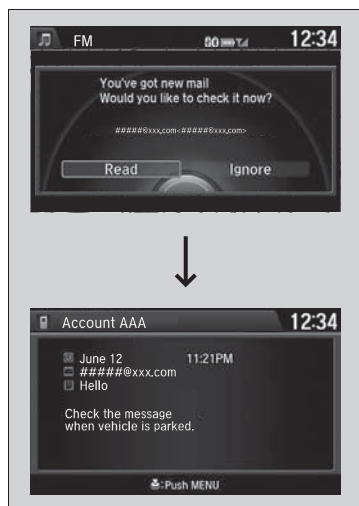 FM 12:34
You've got new mail
Would you like to check it now?
#####@xxx.com<#####@xxx.com>
Read Ignore
Account AAA 12:34
June 12 11:21PM
#####@xxx.com
Hello
Check the message
when vehicle is parked.
:Push MENU